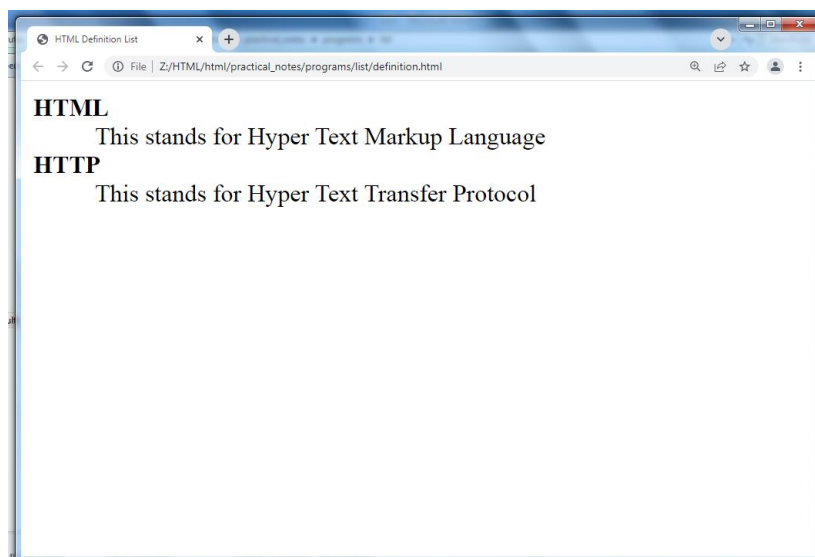 HTML Definition List
File | Z:/HTML/html/practical_notes/programs/list/definition.html
HTML
This stands for Hyper Text Markup Language
HTTP
This stands for Hyper Text Transfer Protocol